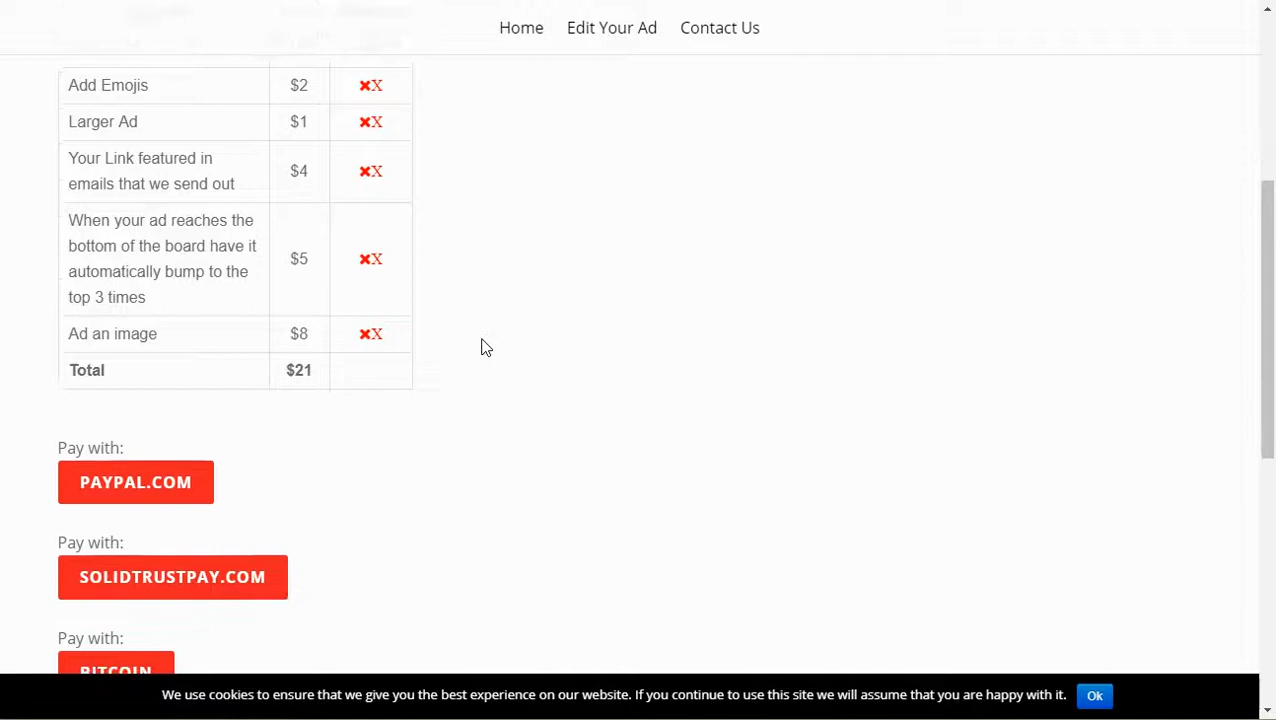 Home Edit Your Ad Contact Us
Add Emojis $2 ✖X
Larger Ad $1 ✖X
Your Link featured in
emails that we send out $4 ✖X
When your ad reaches the
bottom of the board have it
automatically bump to the $5 ✖X
top 3 times
Ad an image $8 ✖X
Total $21
Pay with:
PAYPAL.COM
Pay with:
SOLIDTRUSTPAY.COM
Pay with:
BITCOIN
We use cookies to ensure that we give you the best experience on our website. If you continue to use this site we will assume that you are happy with it. Ok